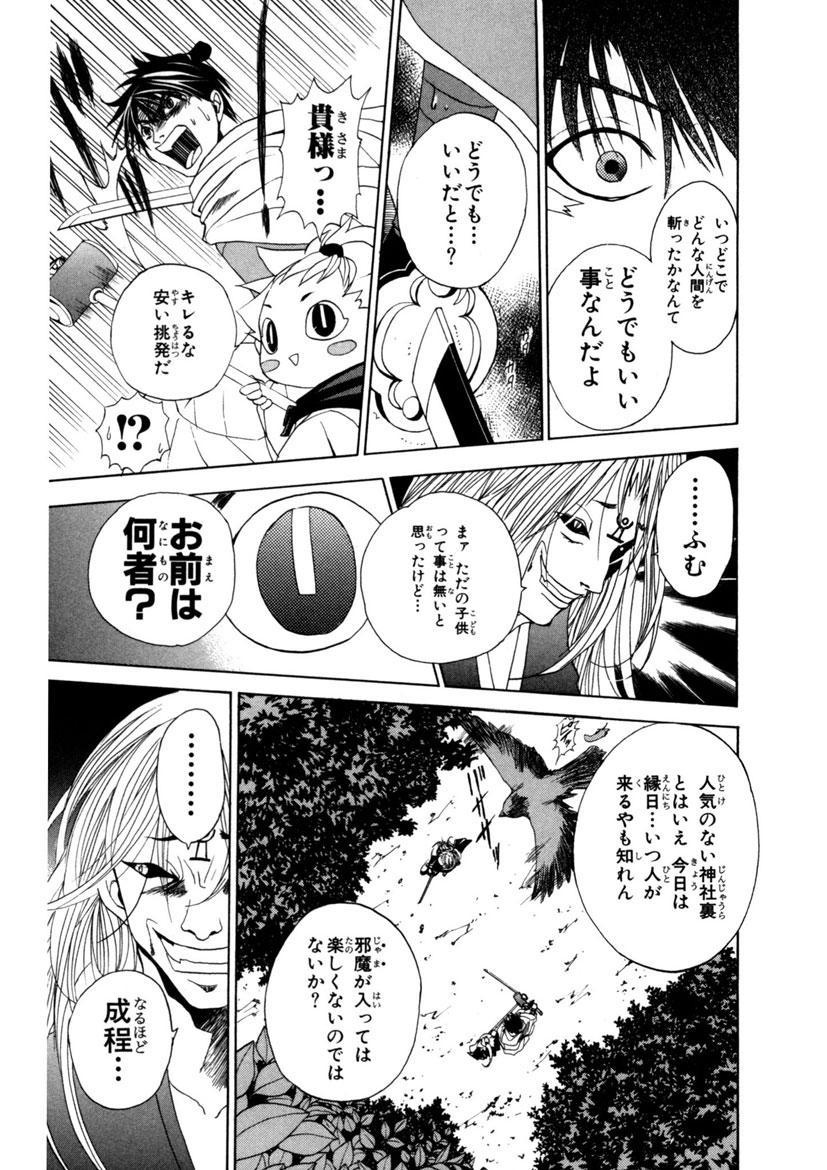 いつどこで
どんな人間を
斬ったかなんて
どうでもいい
事なんだよ
どうでも…
いいだと…?
貴様っ…
キレるな
安い挑発だ
!?
……ふむ
まァ ただの子供
って事は無いと
思ったけど…
お前は
何者?
人気のない神社裏
とはいえ 今日は
縁日…いつ人が
来るやも知れん
邪魔が入っては
楽しくないのでは
ないか?
………
成程…